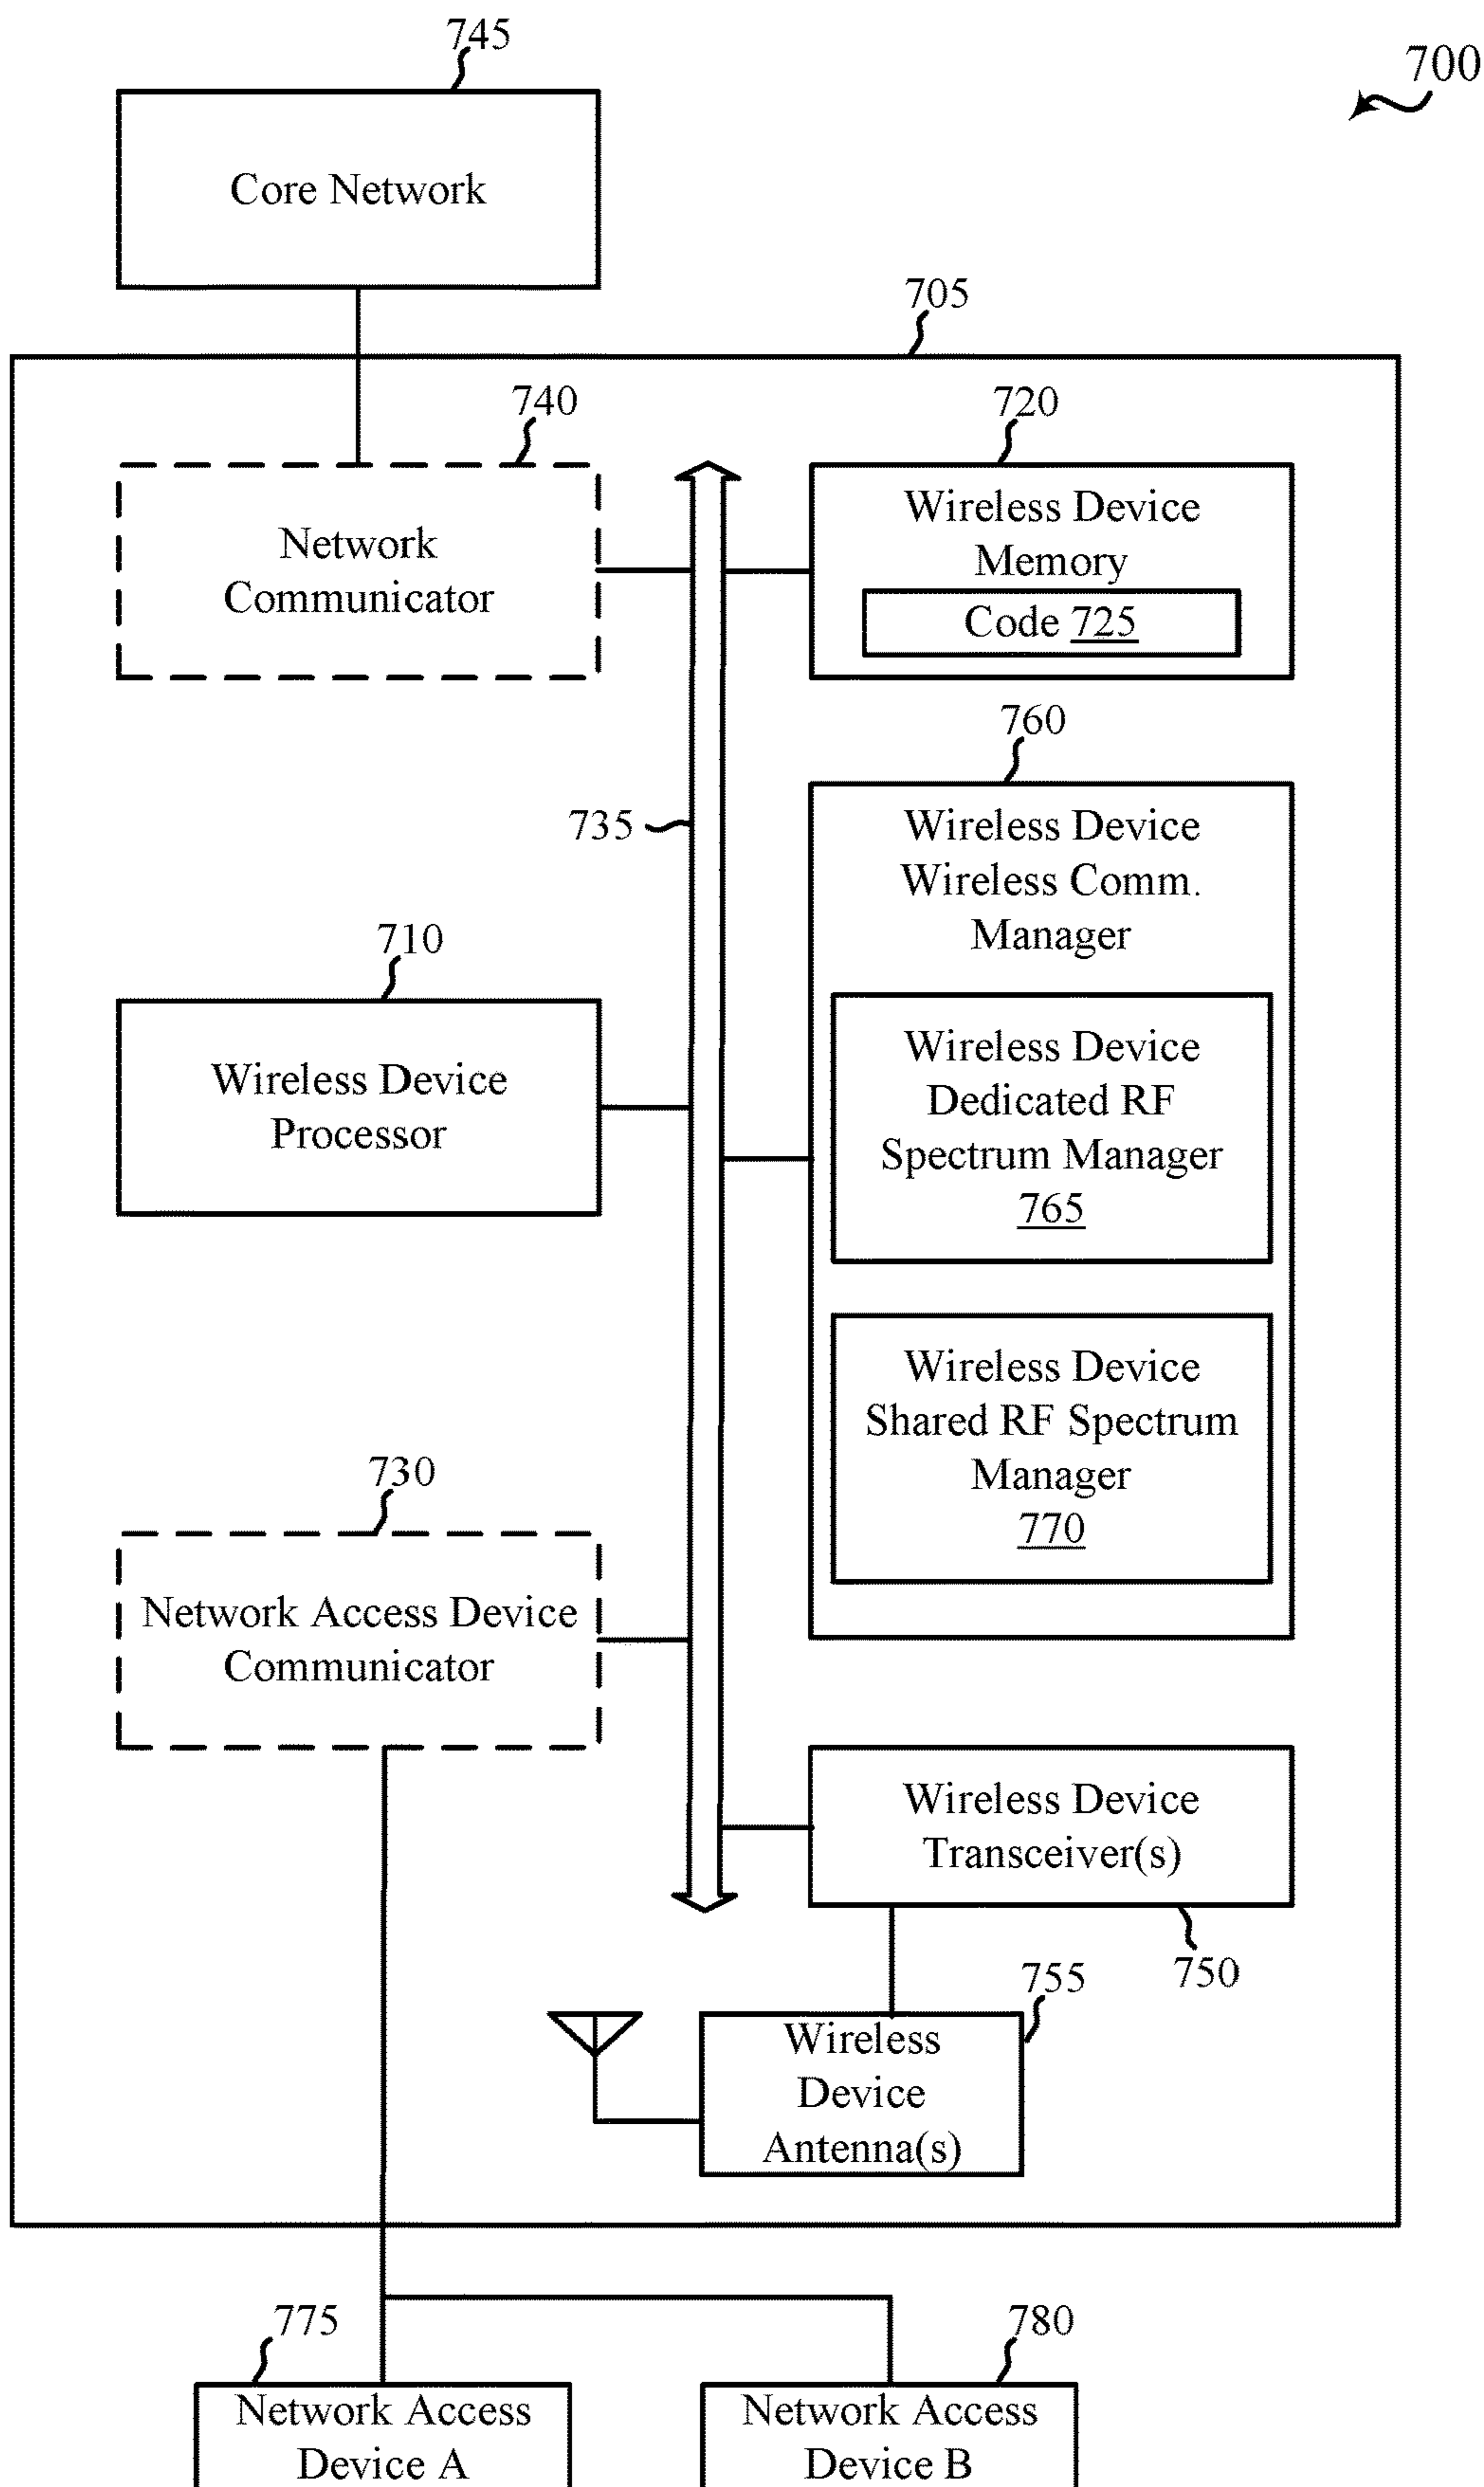 745
700
Core Network
705
740
720
Network
Communicator
Wireless Device
Memory
Code 725
760
735
Wireless Device
Wireless Comm.
Manager
710
Wireless Device
Processor
Wireless Device
Dedicated RF
Spectrum Manager
765
Wireless Device
Shared RF Spectrum
Manager
770
730
Network Access Device
Communicator
Wireless Device
Transceiver(s)
750
755
Wireless
Device
Antenna(s)
775
780
Network Access
Device A
Network Access
Device B